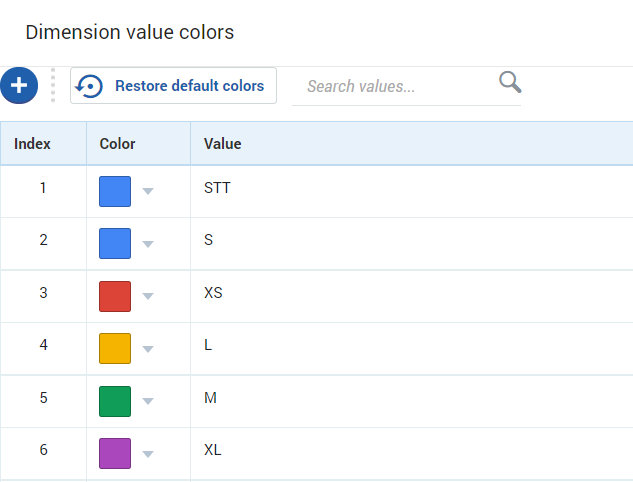 Dimension value colors
Restore default colors Search values...
Index Color Value
1 STT
2 S
3 XS
4 L
5 M
6 XL